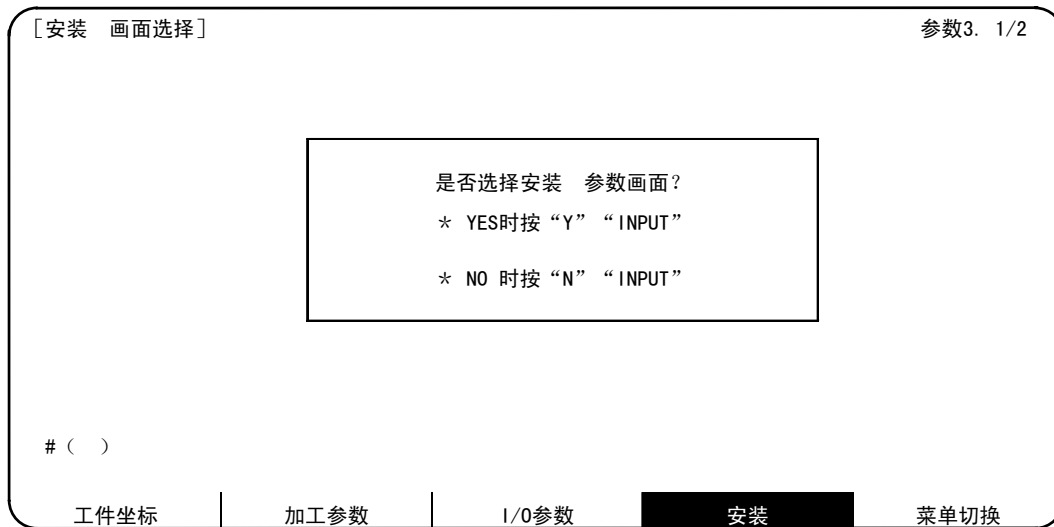 [安装　画面选择]　参数3. 1/2
是否选择安装　参数画面?
* YES时按“Y”“INPUT”
* NO 时按“N”“INPUT”
#(　)
工件坐标　加工参数　I/O参数　安装　菜单切换